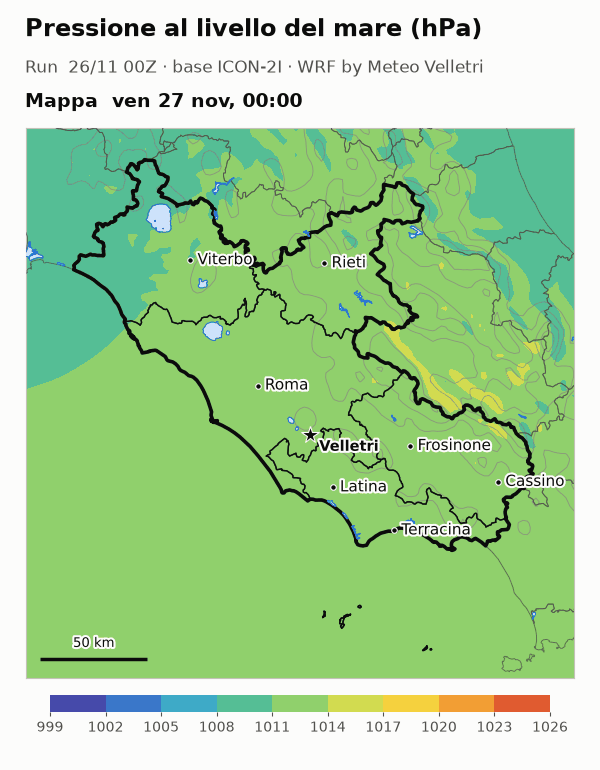 Pressione al livello del mare (hPa)
Run  26/11 00Z · base ICON-2I · WRF by Meteo Velletri
Mappa  ven 27 nov, 00:00
Viterbo
Rieti
Roma
Velletri
Frosinone
Cassino
Latina
Terracina
50 km
999 1002 1005 1008 1011 1014 1017 1020 1023 1026